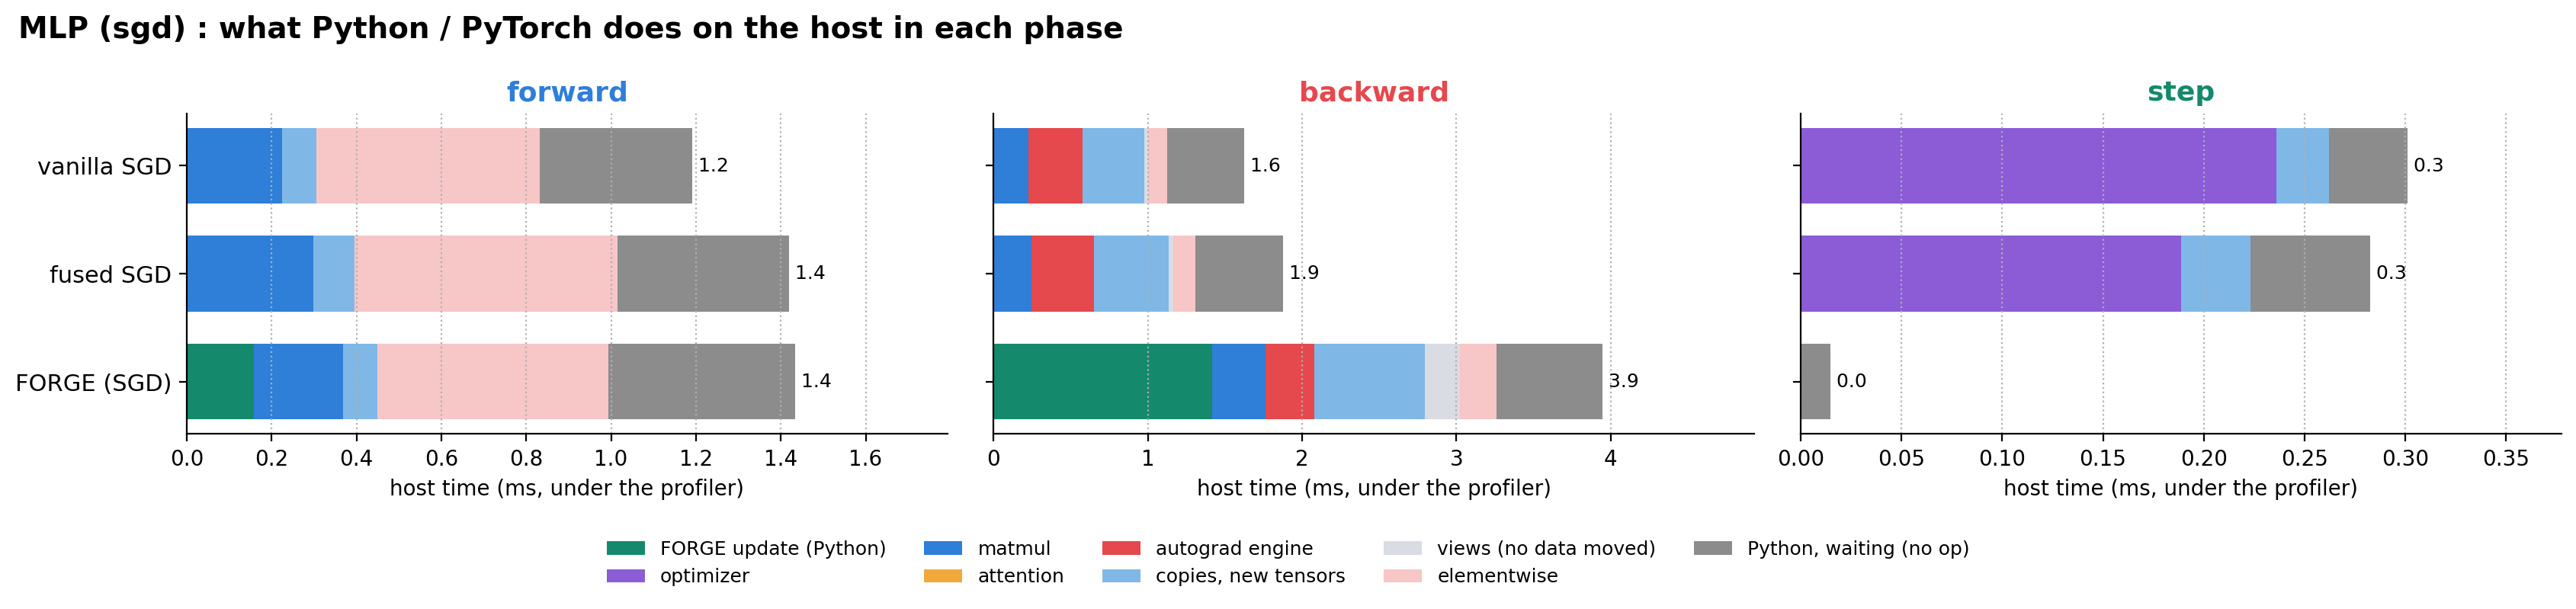 MLP (sgd) : what Python / PyTorch does on the host in each phase
forward
backward
step
vanilla SGD
1.2
1.6
0.3
fused SGD
1.4
1.9
0.3
FORGE (SGD)
1.4
3.9
0.0
0.0 0.2 0.4 0.6 0.8 1.0 1.2 1.4 1.6
0 1 2 3 4
0.00 0.05 0.10 0.15 0.20 0.25 0.30 0.35
host time (ms, under the profiler)
host time (ms, under the profiler)
host time (ms, under the profiler)
FORGE update (Python)
optimizer
matmul
attention
autograd engine
copies, new tensors
views (no data moved)
elementwise
Python, waiting (no op)